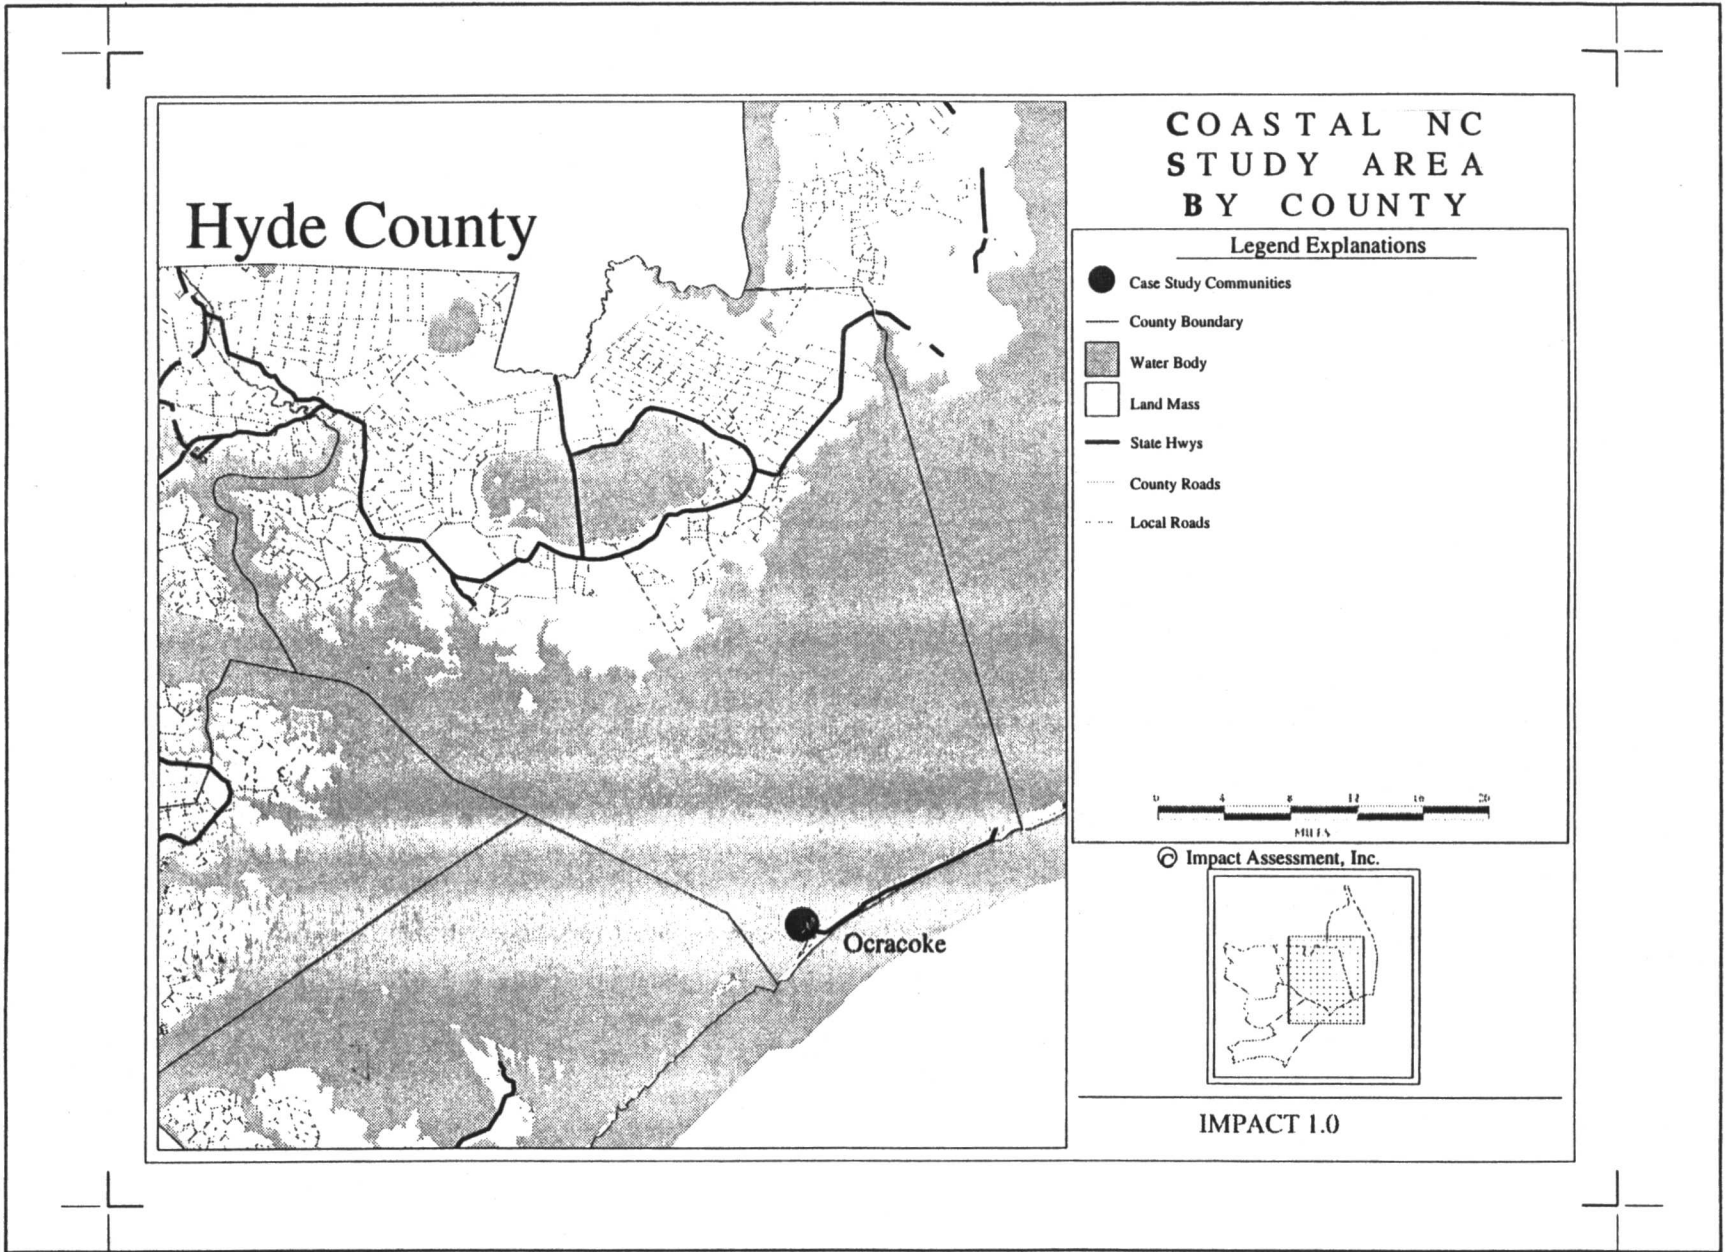 Hyde County
Ocracoke
COASTAL NC
STUDY AREA
BY COUNTY
Legend Explanations
Case Study Communities
County Boundary
Water Body
Land Mass
State Hwys
County Roads
Local Roads
0 4 8 12 16 20
MILES
© Impact Assessment, Inc.
IMPACT 1.0